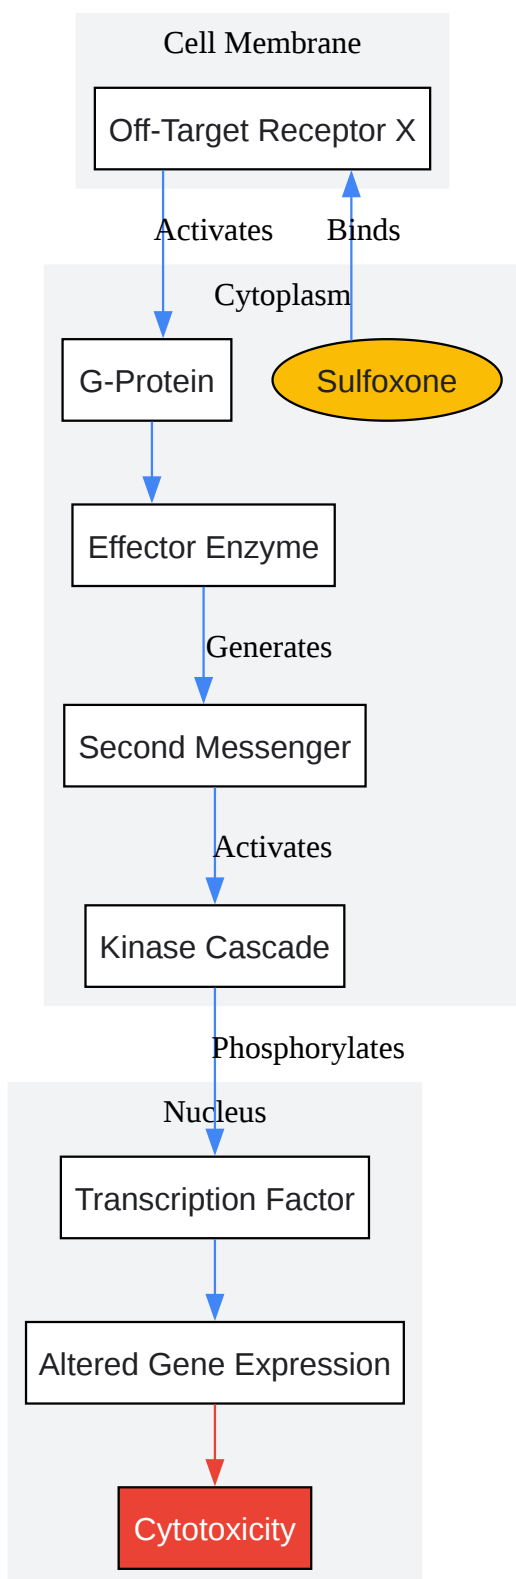 Cell Membrane
Off-Target Receptor X
Activates
Binds
Cytoplasm
G-Protein
Sulfoxone
Effector Enzyme
Generates
Second Messenger
Activates
Kinase Cascade
Phosphorylates
Nucleus
Transcription Factor
Altered Gene Expression
Cytotoxicity